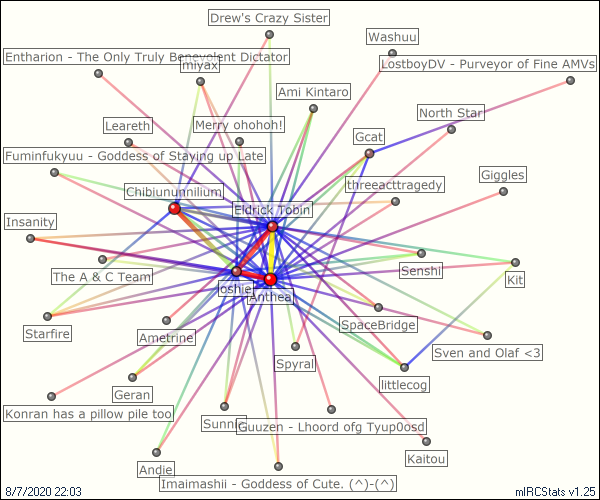 Drew's Crazy Sister
Washuu
Entharion - The Only Truly Benevolent Dictator
miyax
LostboyDV - Purveyor of Fine AMVs
Ami Kintaro
North Star
Leareth
Merry ohohoh!
Gcat
Fuminfukyuu - Goddess of Staying up Late
Giggles
threeacttragedy
Chibiununnilium
Eldrick Tobin
Insanity
The A & C Team
Senshi
Kit
oshie
Anthea
Starfire
SpaceBridge
Ametrine
Sven and Olaf <3
Spyral
Geran
littlecog
Konran has a pillow pile too
Sunnie
Guuzen - Lhoord ofg Tyup0osd
Kaitou
Andie
Imaimashii - Goddess of Cute. (^)-(^)
8/7/2020 22:03
mIRCStats v1.25